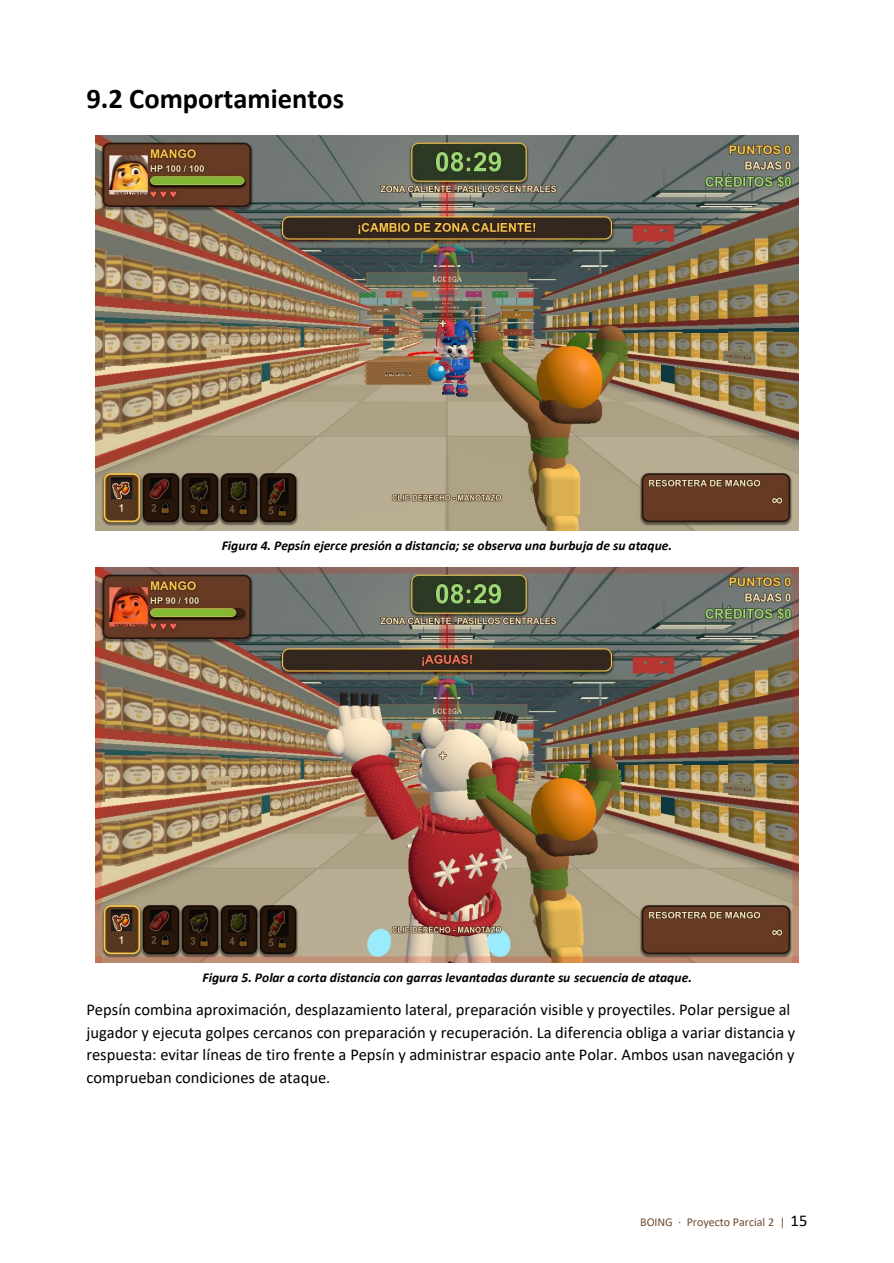 9.2 Comportamientos
MANGO
HP 100 / 100
08:29
ZONA CALIENTE: PASILLOS CENTRALES
PUNTOS 0
BAJAS 0
CRÉDITOS $0
¡CAMBIO DE ZONA CALIENTE!
BODEGA
1
2
3
4
5
CLIC DERECHO - MANOTAZO
RESORTERA DE MANGO
∞
Figura 4. Pepsín ejerce presión a distancia; se observa una burbuja de su ataque.
MANGO
HP 90 / 100
08:29
ZONA CALIENTE: PASILLOS CENTRALES
PUNTOS 0
BAJAS 0
CRÉDITOS $0
¡AGUAS!
BODEGA
1
2
3
4
5
CLIC DERECHO - MANOTAZO
RESORTERA DE MANGO
∞
Figura 5. Polar a corta distancia con garras levantadas durante su secuencia de ataque.
Pepsín combina aproximación, desplazamiento lateral, preparación visible y proyectiles. Polar persigue al
jugador y ejecuta golpes cercanos con preparación y recuperación. La diferencia obliga a variar distancia y
respuesta: evitar líneas de tiro frente a Pepsín y administrar espacio ante Polar. Ambos usan navegación y
comprueban condiciones de ataque.
BOING · Proyecto Parcial 2 | 15